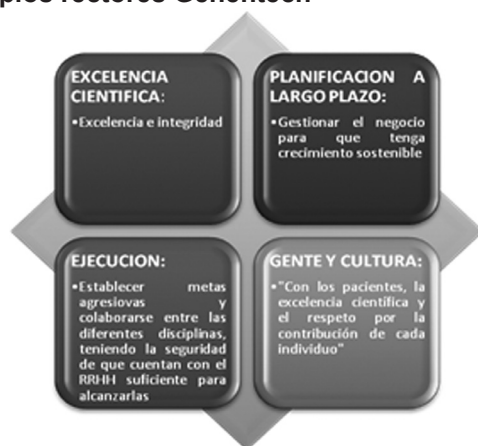 rectores Genentech
EXCELENCIA
CIENTIFICA:
▪Excelencia e integridad
PLANIFICACION A
LARGO PLAZO:
▪Gestionar el negocio
para que tenga
crecimiento sostenible
EJECUCION:
▪Establecer metas
agresiovas y
colaborarse entre las
diferentes disciplinas,
teniendo la seguridad
de que cuentan con el
RRHH suficiente para
alcanzarlas
GENTE Y CULTURA:
▪"Con los pacientes, la
excelencia científica y
el respeto por la
contribución de cada
individuo"